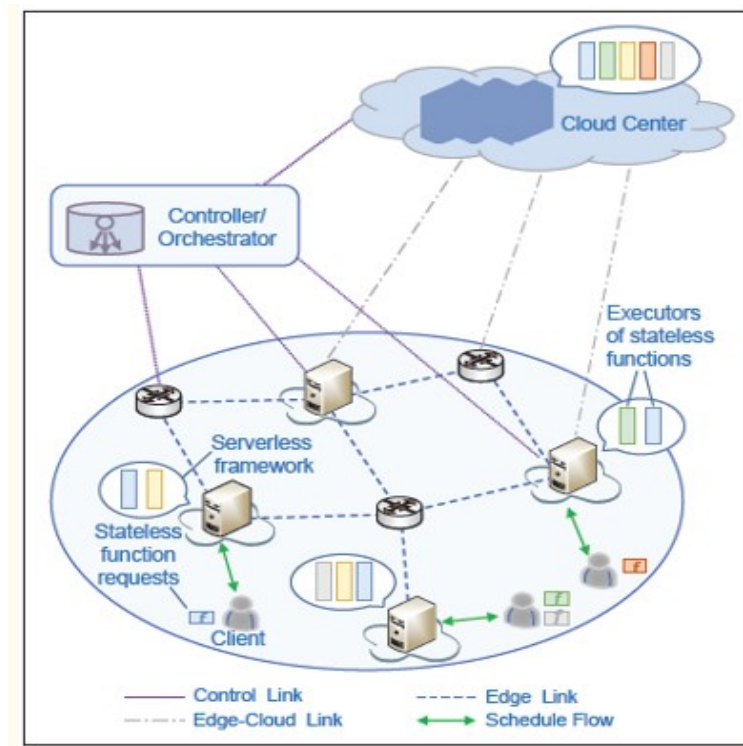 Cloud Center
Controller/
Orchestrator
Executors
of stateless
functions
Serverless
framework
Stateless
function
requests
f
Client
f
f
f
Control Link
Edge Link
Edge-Cloud Link
Schedule Flow